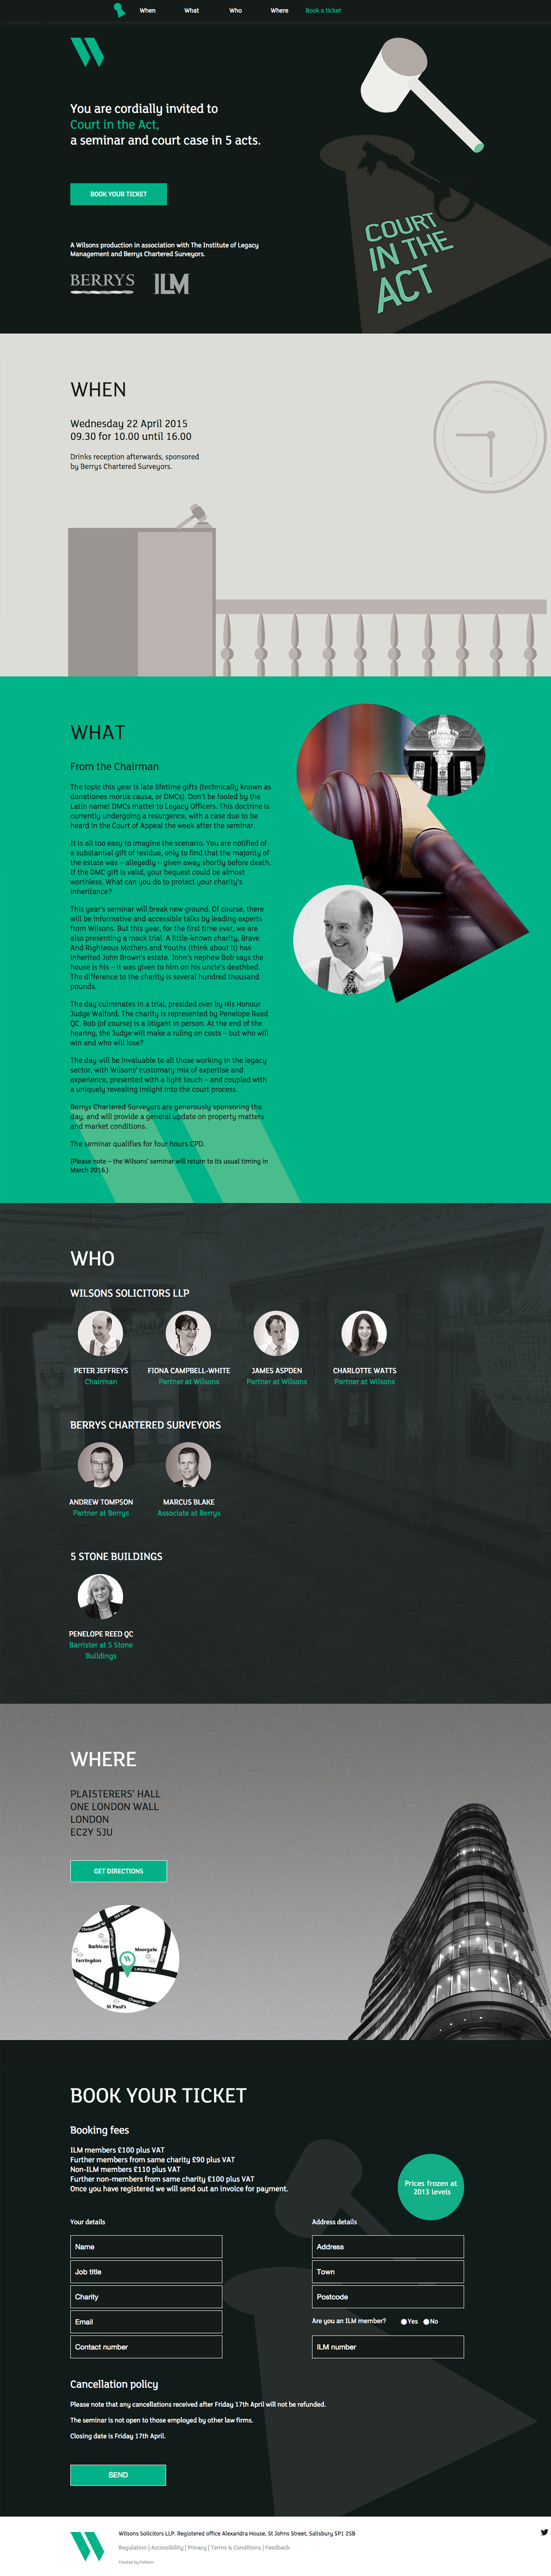 When What Who Where Book a ticket
You are cordially invited to
Court in the Act,
a seminar and court case in 5 acts.
BOOK YOUR TICKET
COURT
IN THE
ACT
A Wilsons production in association with The Institute of Legacy
Management and Berrys Chartered Surveyors.
BERRYS ILM
WHEN
Wednesday 22 April 2015
09.30 for 10.00 until 16.00
Drinks reception afterwards, sponsored
by Berrys Chartered Surveyors.
WHAT
From the Chairman
The topic this year is late lifetime gifts (technically known as
donationes mortis causa, or DMCs). Don't be fooled by the
Latin name! DMCs matter to Legacy Officers. This doctrine is
currently undergoing a resurgence, with a case due to be
heard in the Court of Appeal the week after the seminar.
It is all too easy to imagine the scenario. You are notified of
a substantial gift of residue, only to find that the majority of
the estate was – allegedly – given away shortly before death.
If the DMC gift is valid, your bequest could be almost
worthless. What can you do to protect your charity's
inheritance?
This year's seminar will break new ground. Of course, there
will be informative and accessible talks by leading experts
from Wilsons. But this year, for the first time ever, we are
also presenting a mock trial. A little-known charity, Brave
And Righteous Mothers and Youths (think about it) has
inherited John Brown's estate. John's nephew Bob says the
house is his – it was given to him on his uncle's deathbed.
The difference to the charity is several hundred thousand
pounds.
The day culminates in a trial, presided over by His Honour
Judge Walford. The charity is represented by Penelope Reed
QC. Bob (of course) is a litigant in person. At the end of the
hearing, the Judge will make a ruling on costs – but who will
win and who will lose?
The day will be invaluable to all those working in the legacy
sector, with Wilsons' customary mix of expertise and
experience, presented with a light touch – and coupled with
a uniquely revealing insight into the court process.
Berrys Chartered Surveyors are generously sponsoring the
day, and will provide a general update on property matters
and market conditions.
The seminar qualifies for four hours CPD.
(Please note – the Wilsons' seminar will return to its usual timing in
March 2016.)
WHO
WILSONS SOLICITORS LLP
PETER JEFFREYS FIONA CAMPBELL-WHITE JAMES ASPDEN CHARLOTTE WATTS
Chairman Partner at Wilsons Partner at Wilsons Partner at Wilsons
BERRYS CHARTERED SURVEYORS
ANDREW TOMPSON MARCUS BLAKE
Partner at Berrys Associate at Berrys
5 STONE BUILDINGS
PENELOPE REED QC
Barrister at 5 Stone
Buildings
WHERE
PLAISTERERS' HALL
ONE LONDON WALL
LONDON
EC2Y 5JU
GET DIRECTIONS
Barbican
Moorgate
Farringdon
London Wall
St Paul's
BOOK YOUR TICKET
Booking fees
ILM members £100 plus VAT
Further members from same charity £90 plus VAT
Non-ILM members £110 plus VAT
Further non-members from same charity £100 plus VAT
Once you have registered we will send out an invoice for payment.
Prices frozen at
2013 levels
Your details Address details
Name Address
Job title Town
Charity Postcode
Email Are you an ILM member? Yes No
Contact number ILM number
Cancellation policy
Please note that any cancellations received after Friday 17th April will not be refunded.
The seminar is not open to those employed by other law firms.
Closing date is Friday 17th April.
SEND
Wilsons Solicitors LLP. Registered office Alexandra House, St Johns Street, Salisbury SP1 2SB
Regulation | Accessibility | Privacy | Terms & Conditions | Feedback
Created by Fathom